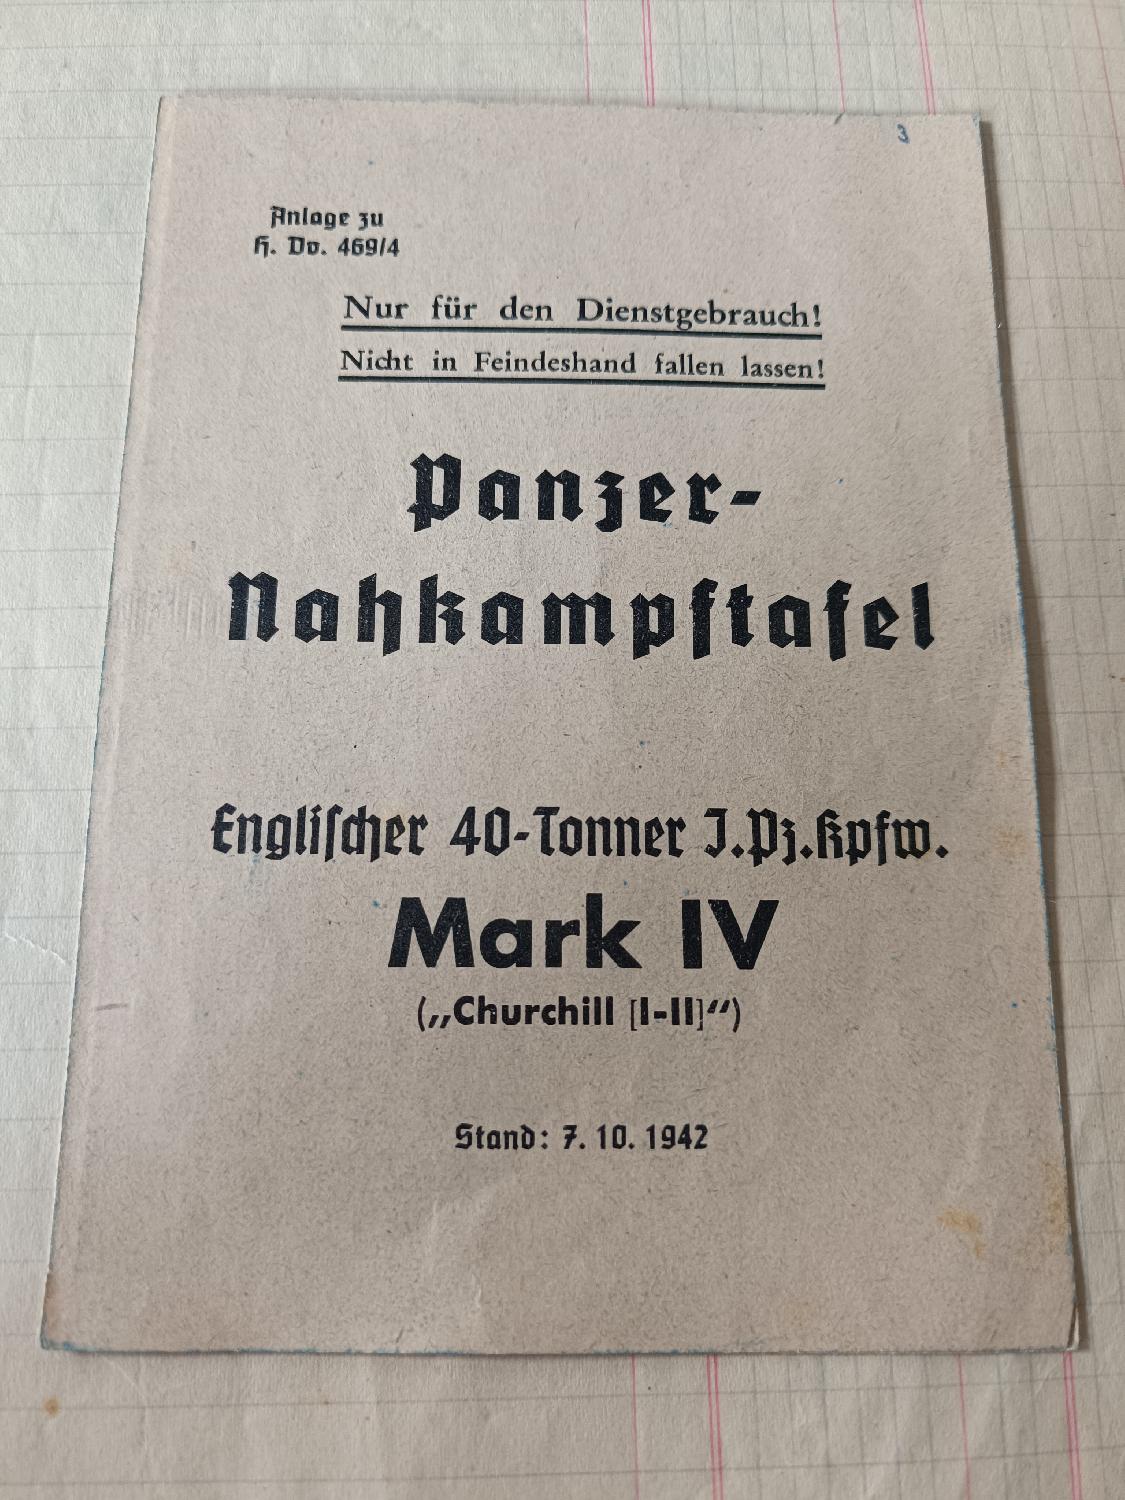 3
Anlage zu
H. Dv. 469/4
Nur für den Dienstgebrauch!
Nicht in Feindeshand fallen lassen!
Panzer-
Nahkampftafel
Engliſcher 40-Tonner J.Pz.Kpfw.
Mark IV
(„Churchill [I-II]“)
Stand: 7. 10. 1942